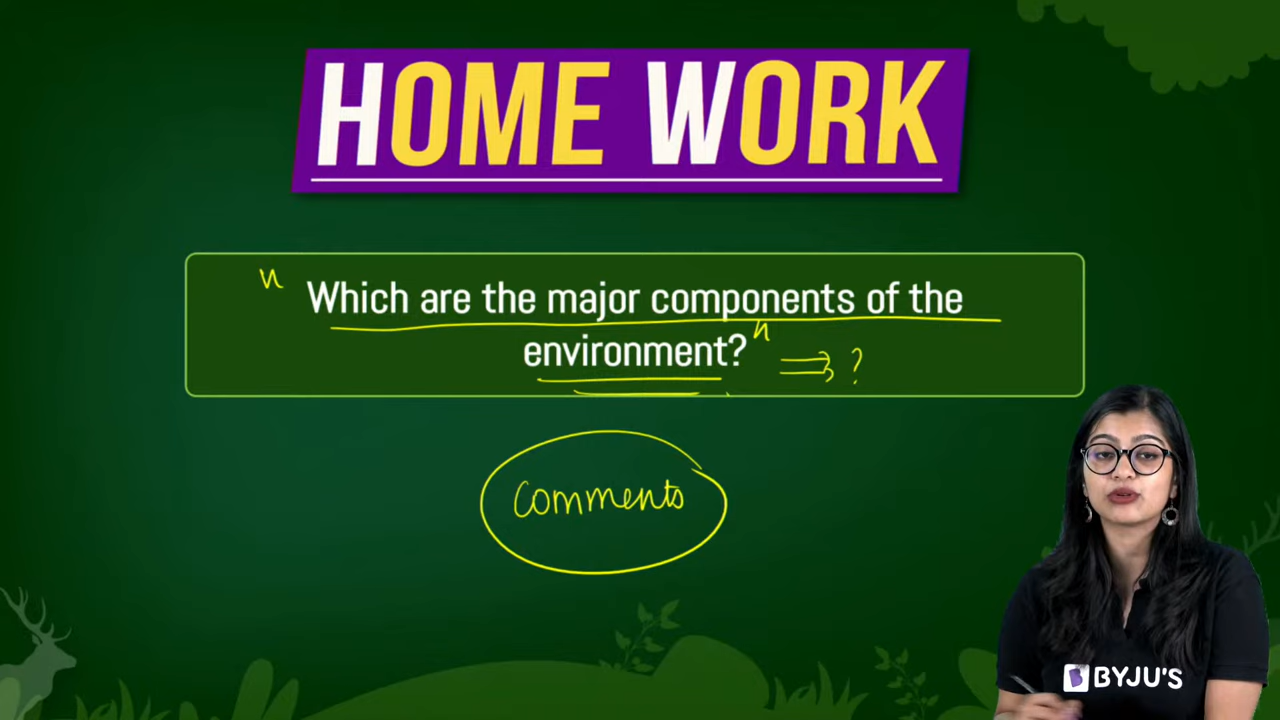 HOME WORK
Which are the major components of the
environment? ⇒ ?
Comments
BYJU'S